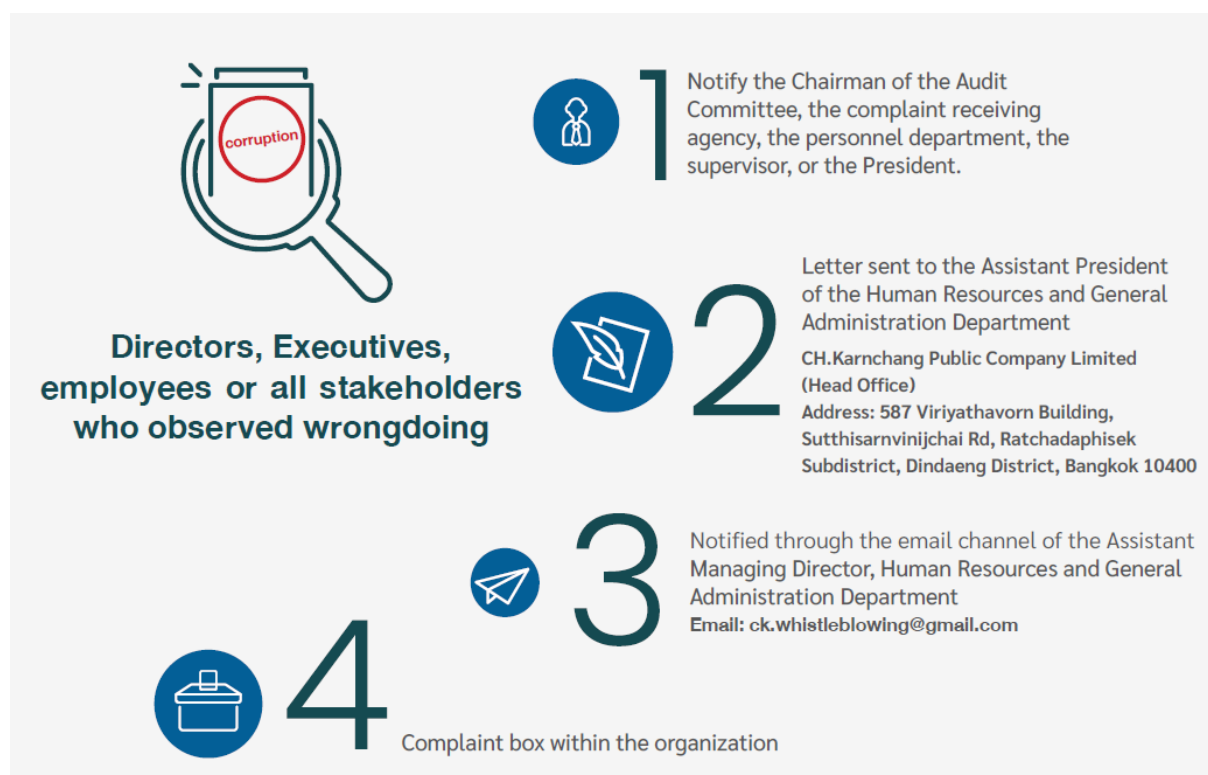 corruption
Directors, Executives,
employees or all stakeholders
who observed wrongdoing
1
Notify the Chairman of the Audit
Committee, the complaint receiving
agency, the personnel department, the
supervisor, or the President.
2
Letter sent to the Assistant President
of the Human Resources and General
Administration Department
CH.Karnchang Public Company Limited
(Head Office)
Address: 587 Viriyathavorn Building,
Sutthisarnvinijchai Rd, Ratchadaphisek
Subdistrict, Dindaeng District, Bangkok 10400
3
Notified through the email channel of the Assistant
Managing Director, Human Resources and General
Administration Department
Email: ck.whistleblowing@gmail.com
4
Complaint box within the organization